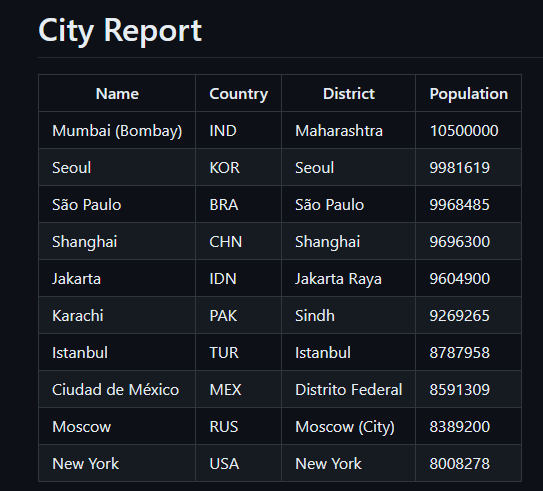 City Report
Name Country District Population
Mumbai (Bombay) IND Maharashtra 10500000
Seoul KOR Seoul 9981619
São Paulo BRA São Paulo 9968485
Shanghai CHN Shanghai 9696300
Jakarta IDN Jakarta Raya 9604900
Karachi PAK Sindh 9269265
Istanbul TUR Istanbul 8787958
Ciudad de México MEX Distrito Federal 8591309
Moscow RUS Moscow (City) 8389200
New York USA New York 8008278